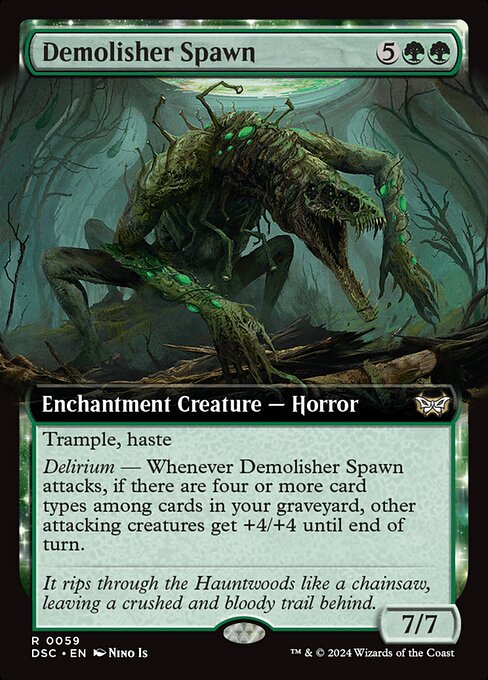 Demolisher Spawn 5
Enchantment Creature — Horror
Trample, haste
Delirium — Whenever Demolisher Spawn
attacks, if there are four or more card
types among cards in your graveyard, other
attacking creatures get +4/+4 until end of
turn.
It rips through the Hauntwoods like a chainsaw,
leaving a crushed and bloody trail behind.
7/7
R 0059
DSC • EN Nino Is
™ & © 2024 Wizards of the Coast